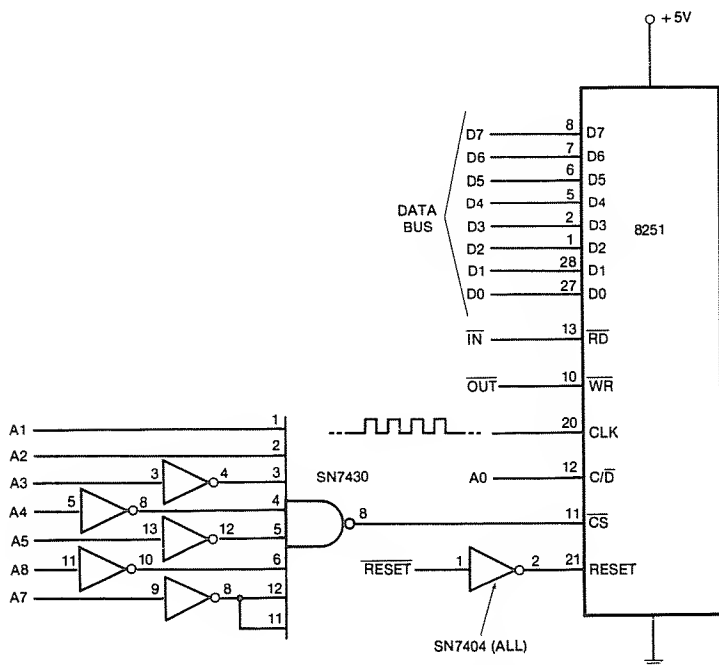 +5V
D7 8 D7
D6 7 D6
D5 6 D5
D4 5 D4
DATA BUS
D3 2 D3
8251
D2 1 D2
D1 28 D1
D0 27 D0
IN 13 RD
OUT 10 WR
20 CLK
A0 12 C/D
11 CS
RESET 1 2 21 RESET
SN7404 (ALL)
SN7430
8
A1 1
A2 2
A3 3 4 3
A4 5 8 4
A5 13 12 5
A8 11 10 6
A7 9 8 12
11